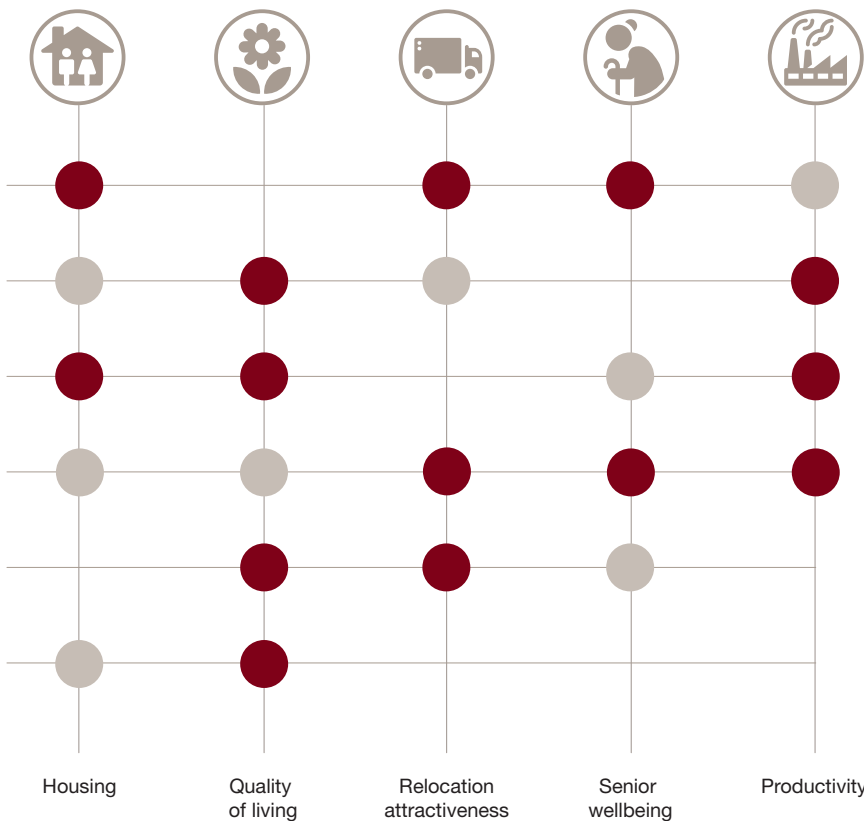 Housing
Quality
of living
Relocation
attractiveness
Senior
wellbeing
Productivity